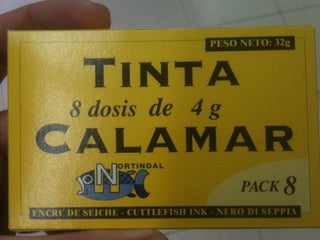 PESO NETO: 32g
TINTA
8 dosis de 4 g
CALAMAR
NORTINDAL
PACK 8
ENCRE DE SEICHE - CUTTLEFISH INK - NERO DI SEPPIA